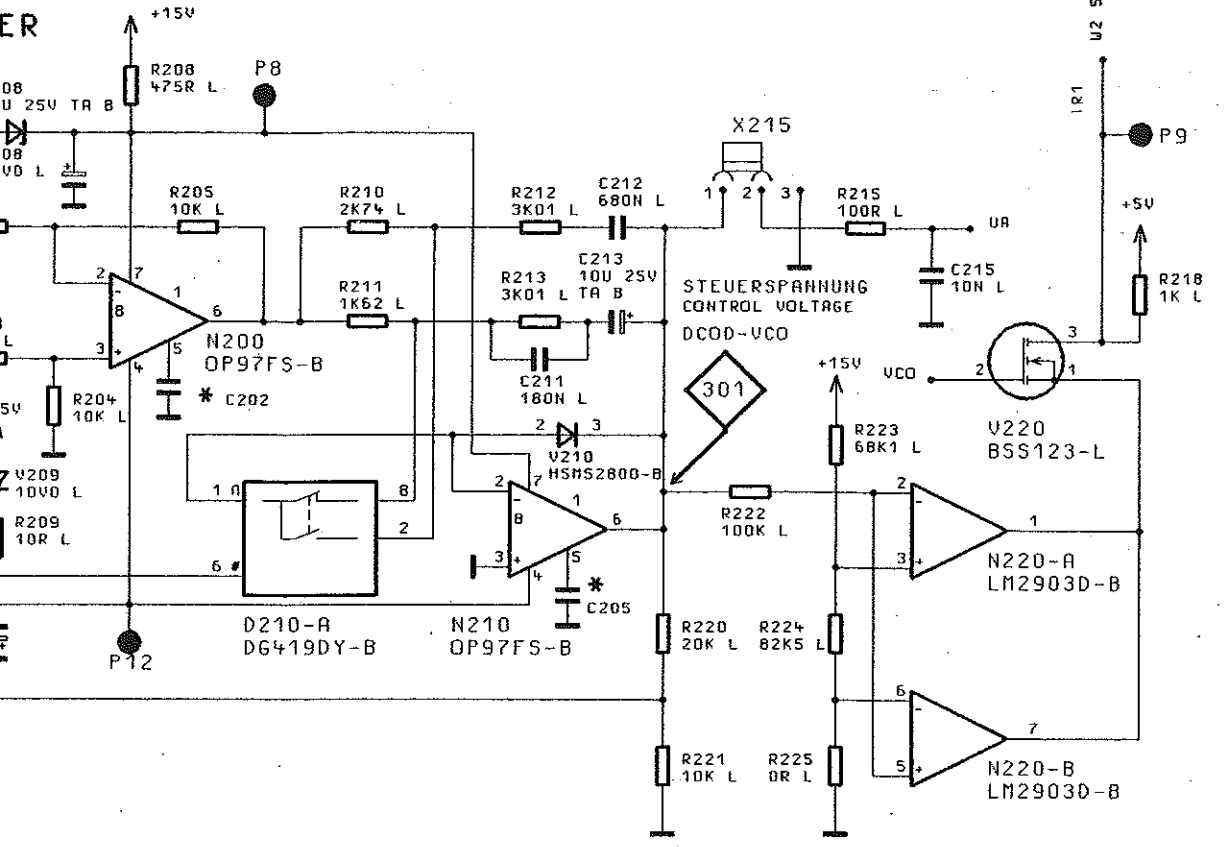 ER
+15V
R208
475R L
P8
08
U 25V TA B
08
V0 L
+
R205
10K L
R210
2K74 L
R212
3K01 L
C212
680N L
X215
1 2 3
R215
100R L
UA
C215
10N L
W2 5
IR1
P9
+5V
R218
1K L
R211
1K62 L
R213
3K01 L
C213
10U 25V
TA B
+
C211
180N L
STEUERSPANNUNG
CONTROL VOLTAGE
DCOD-VCO
301
2
7
-
1
8
6
3
+
5
4
N200
OP97FS-B
L
* C202
R204
10K L
5V
V209
10V0 L
R209
10R L
2 3
V210
HSMS2800-B
1
8
2
6 #
D210-A
DG419DY-B
2
7
-
1
8
6
3
+
5
4
*
C205
N210
OP97FS-B
P12
+
+15V
VCO
2
3
1
V220
BSS123-L
R223
68K1 L
R222
100K L
2
-
1
3
+
N220-A
LM2903D-B
R220
20K L
R224
82K5 L
R221
10K L
R225
0R L
6
-
7
5
+
N220-B
LM2903D-B